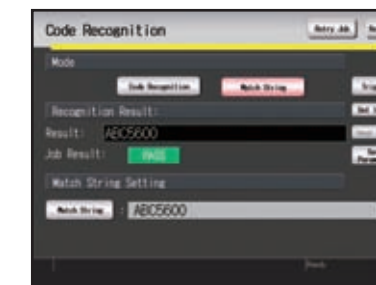 Code Recognition
Retry Job
Mode
Code Recognition
Match String
Recognition Result:
Result: ABC5600
Job Result: PASS
Match String Setting
Match String : ABC5600